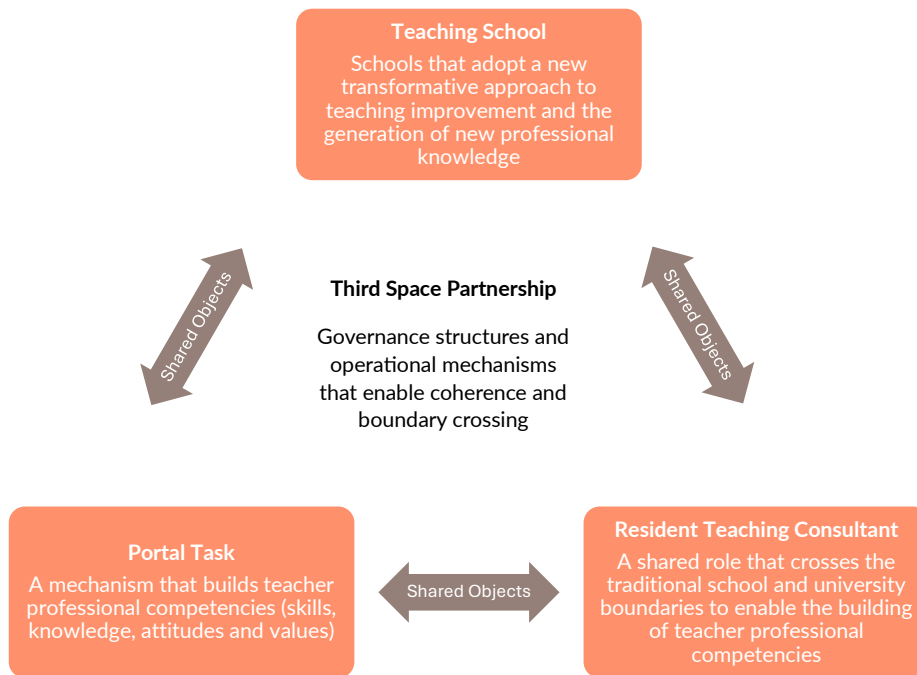 Teaching School
Schools that adopt a new
transformative approach to
teaching improvement and the
generation of new professional
knowledge
Shared Objects
Shared Objects
Third Space Partnership
Governance structures and
operational mechanisms
that enable coherence and
boundary crossing
Portal Task
A mechanism that builds teacher
professional competencies (skills,
knowledge, attitudes and values)
Shared Objects
Resident Teaching Consultant
A shared role that crosses the
traditional school and university
boundaries to enable the building
of teacher professional
competencies